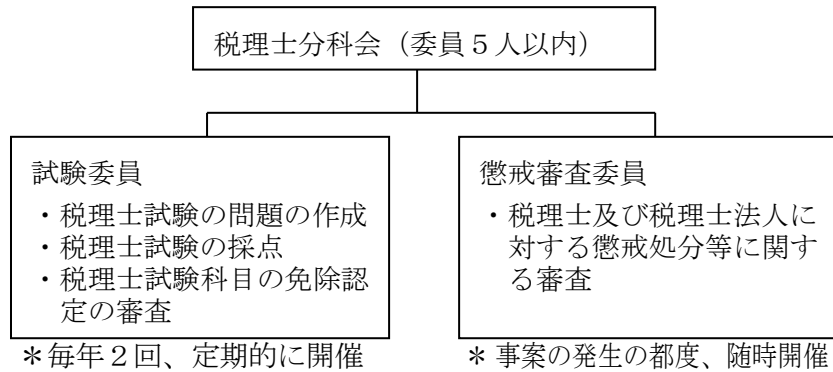 税理士分科会（委員５人以内）
試験委員
・税理士試験の問題の作成
・税理士試験の採点
・税理士試験科目の免除認
定の審査
＊毎年２回、定期的に開催
懲戒審査委員
・税理士及び税理士法人に
対する懲戒処分等に関す
る審査
＊事案の発生の都度、随時開催